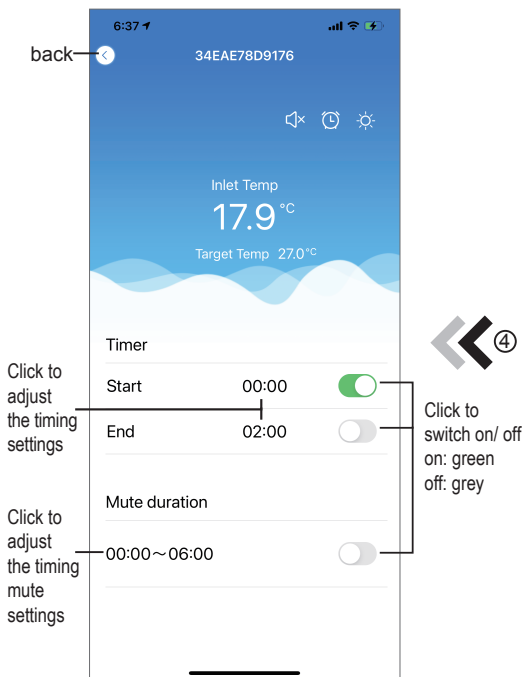 6:37
back
34EAE78D9176
Inlet Temp
17.9 °C
Target Temp 27.0°C
④
Timer
Start 00:00
End 02:00
Click to
adjust
the timing
settings
Click to
switch on/ off
on: green
off: grey
Mute duration
00:00～06:00
Click to
adjust
the timing
mute
settings